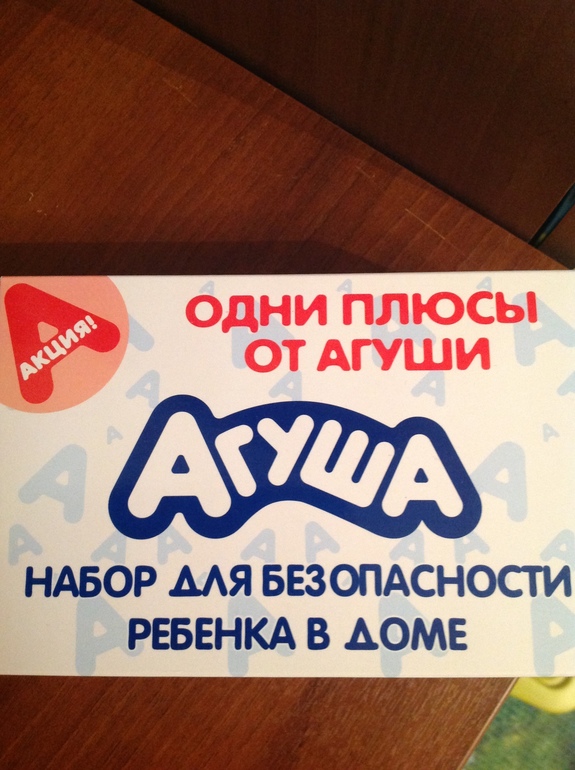 АКЦИЯ!
ОДНИ ПЛЮСЫ
ОТ АГУШИ
АГУША
НАБОР ДЛЯ БЕЗОПАСНОСТИ
РЕБЕНКА В ДОМЕ